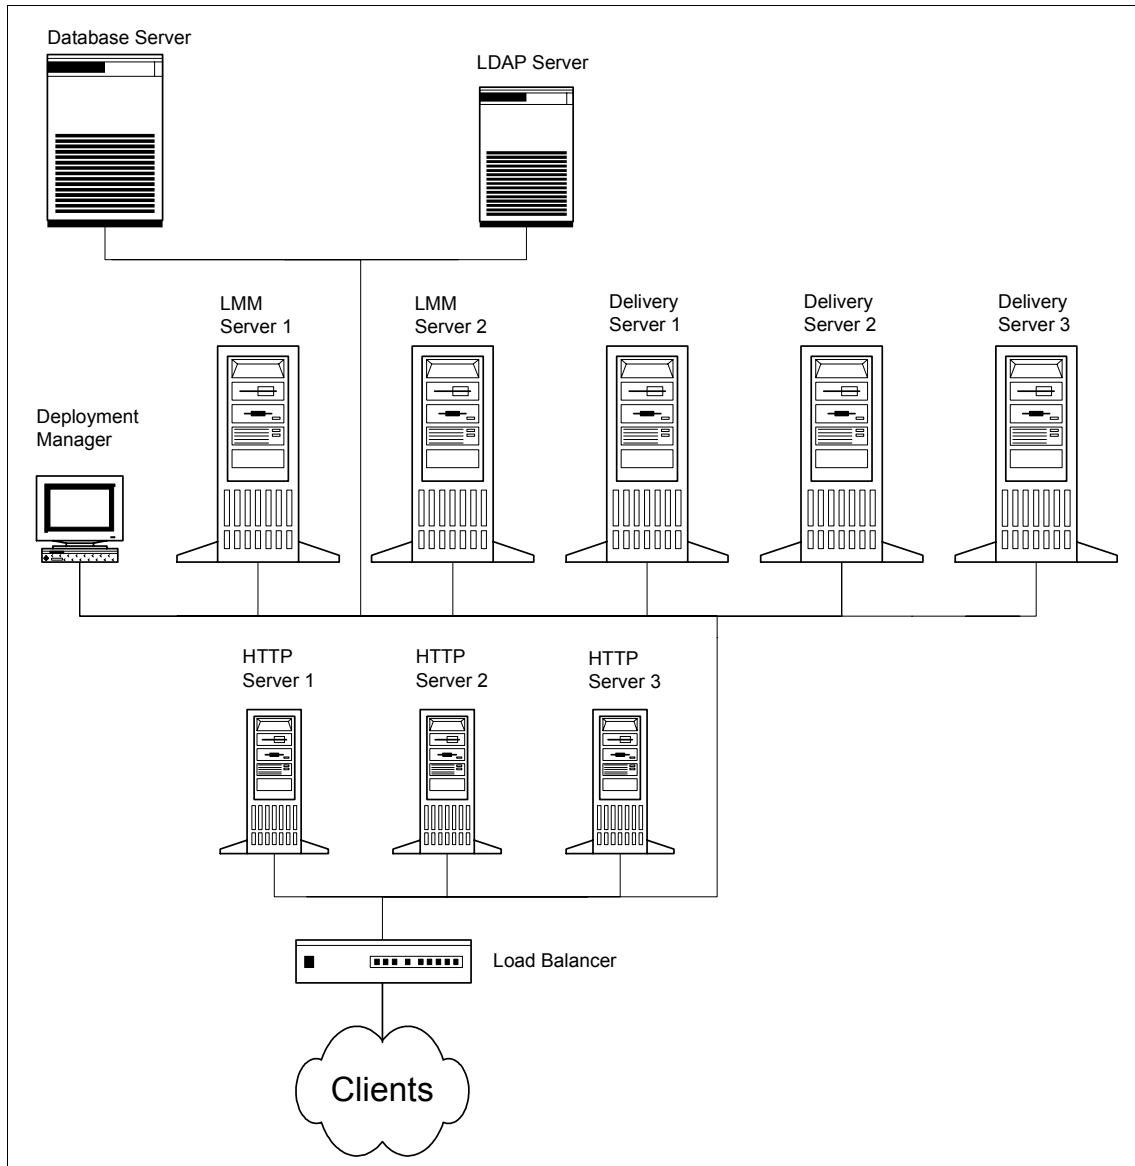 Database Server
LDAP Server
LMM
Server 1
LMM
Server 2
Delivery
Server 1
Delivery
Server 2
Delivery
Server 3
Deployment
Manager
HTTP
Server 1
HTTP
Server 2
HTTP
Server 3
Load Balancer
Clients